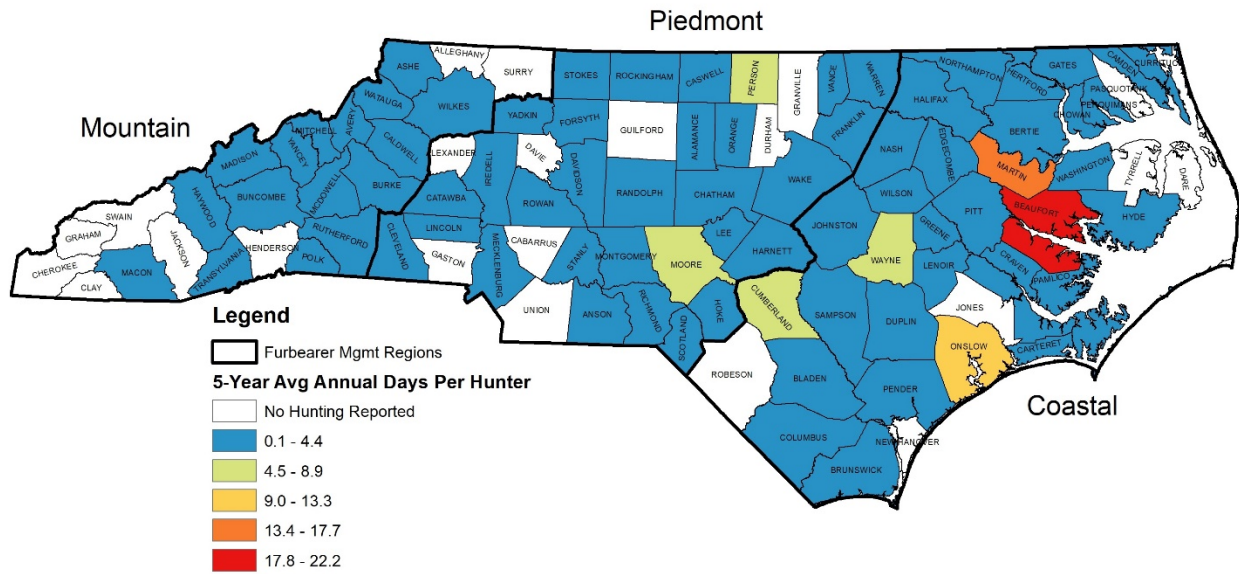 Piedmont
Mountain
Coastal
ALLEGHANY
ASHE
SURRY
STOKES
ROCKINGHAM
CASWELL
PERSON
GRANVILLE
VANCE
WARREN
NORTHAMPTON
HERTFORD
GATES
CAMDEN
CURRITUCK
PASQUOTANK
PERQUIMANS
CHOWAN
WATAUGA
WILKES
YADKIN
FORSYTH
GUILFORD
ALAMANCE
ORANGE
DURHAM
FRANKLIN
HALIFAX
BERTIE
MITCHELL
AVERY
YANCEY
CALDWELL
ALEXANDER
IREDELL
DAVIE
DAVIDSON
NASH
EDGECOMBE
MARTIN
WASHINGTON
TYRRELL
DARE
MADISON
BUNCOMBE
MCDOWELL
BURKE
CATAWBA
ROWAN
RANDOLPH
CHATHAM
WAKE
WILSON
PITT
BEAUFORT
HYDE
HAYWOOD
SWAIN
GRAHAM
JACKSON
RUTHERFORD
CLEVELAND
LINCOLN
CABARRUS
STANLY
MONTGOMERY
MOORE
LEE
HARNETT
JOHNSTON
WAYNE
GREENE
LENOIR
CRAVEN
PAMLICO
CHEROKEE
CLAY
MACON
TRANSYLVANIA
HENDERSON
POLK
GASTON
MECKLENBURG
UNION
ANSON
RICHMOND
SCOTLAND
HOKE
CUMBERLAND
SAMPSON
DUPLIN
JONES
ONSLOW
CARTERET
ROBESON
BLADEN
PENDER
COLUMBUS
NEW HANOVER
BRUNSWICK
Legend
Furbearer Mgmt Regions
5-Year Avg Annual Days Per Hunter
No Hunting Reported
0.1 - 4.4
4.5 - 8.9
9.0 - 13.3
13.4 - 17.7
17.8 - 22.2